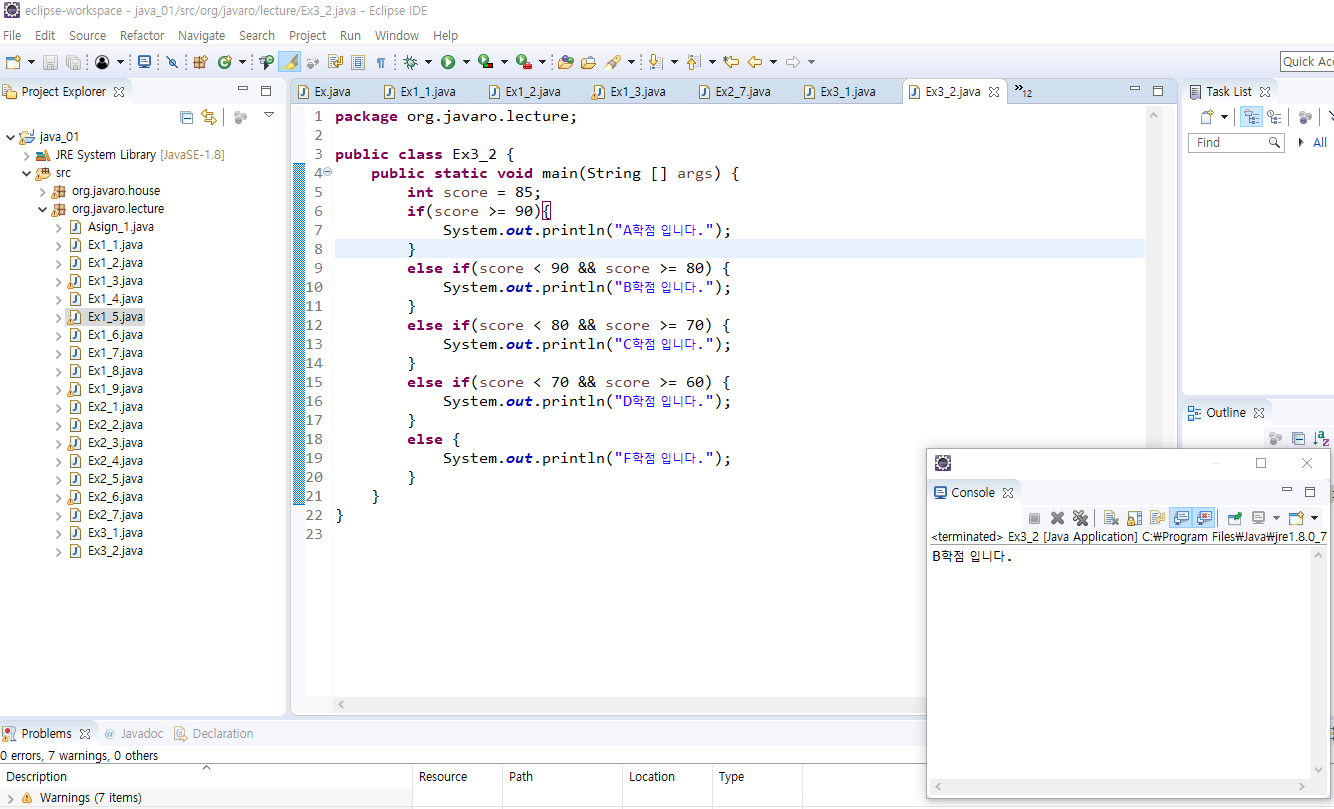 eclipse-workspace - java_01/src/org/javaro/lecture/Ex3_2.java - Eclipse IDE
File Edit Source Refactor Navigate Search Project Run Window Help
Quick Acc
Project Explorer
java_01
JRE System Library [JavaSE-1.8]
src
org.javaro.house
org.javaro.lecture
Asign_1.java
Ex1_1.java
Ex1_2.java
Ex1_3.java
Ex1_4.java
Ex1_5.java
Ex1_6.java
Ex1_7.java
Ex1_8.java
Ex1_9.java
Ex2_1.java
Ex2_2.java
Ex2_3.java
Ex2_4.java
Ex2_5.java
Ex2_6.java
Ex2_7.java
Ex3_1.java
Ex3_2.java
Ex.java Ex1_1.java Ex1_2.java Ex1_3.java Ex2_7.java Ex3_1.java Ex3_2.java »12
1 package org.javaro.lecture;
2
3 public class Ex3_2 {
4 public static void main(String [] args) {
5 int score = 85;
6 if(score >= 90){
7 System.out.println("A학점 입니다.");
8 }
9 else if(score < 90 && score >= 80) {
10 System.out.println("B학점 입니다.");
11 }
12 else if(score < 80 && score >= 70) {
13 System.out.println("C학점 입니다.");
14 }
15 else if(score < 70 && score >= 60) {
16 System.out.println("D학점 입니다.");
17 }
18 else {
19 System.out.println("F학점 입니다.");
20 }
21 }
22 }
23
Task List
Find All
Outline
Console
<terminated> Ex3_2 [Java Application] C:₩Program Files₩Java₩jre1.8.0_7
B학점 입니다.
Problems @ Javadoc Declaration
0 errors, 7 warnings, 0 others
Description Resource Path Location Type
Warnings (7 items)